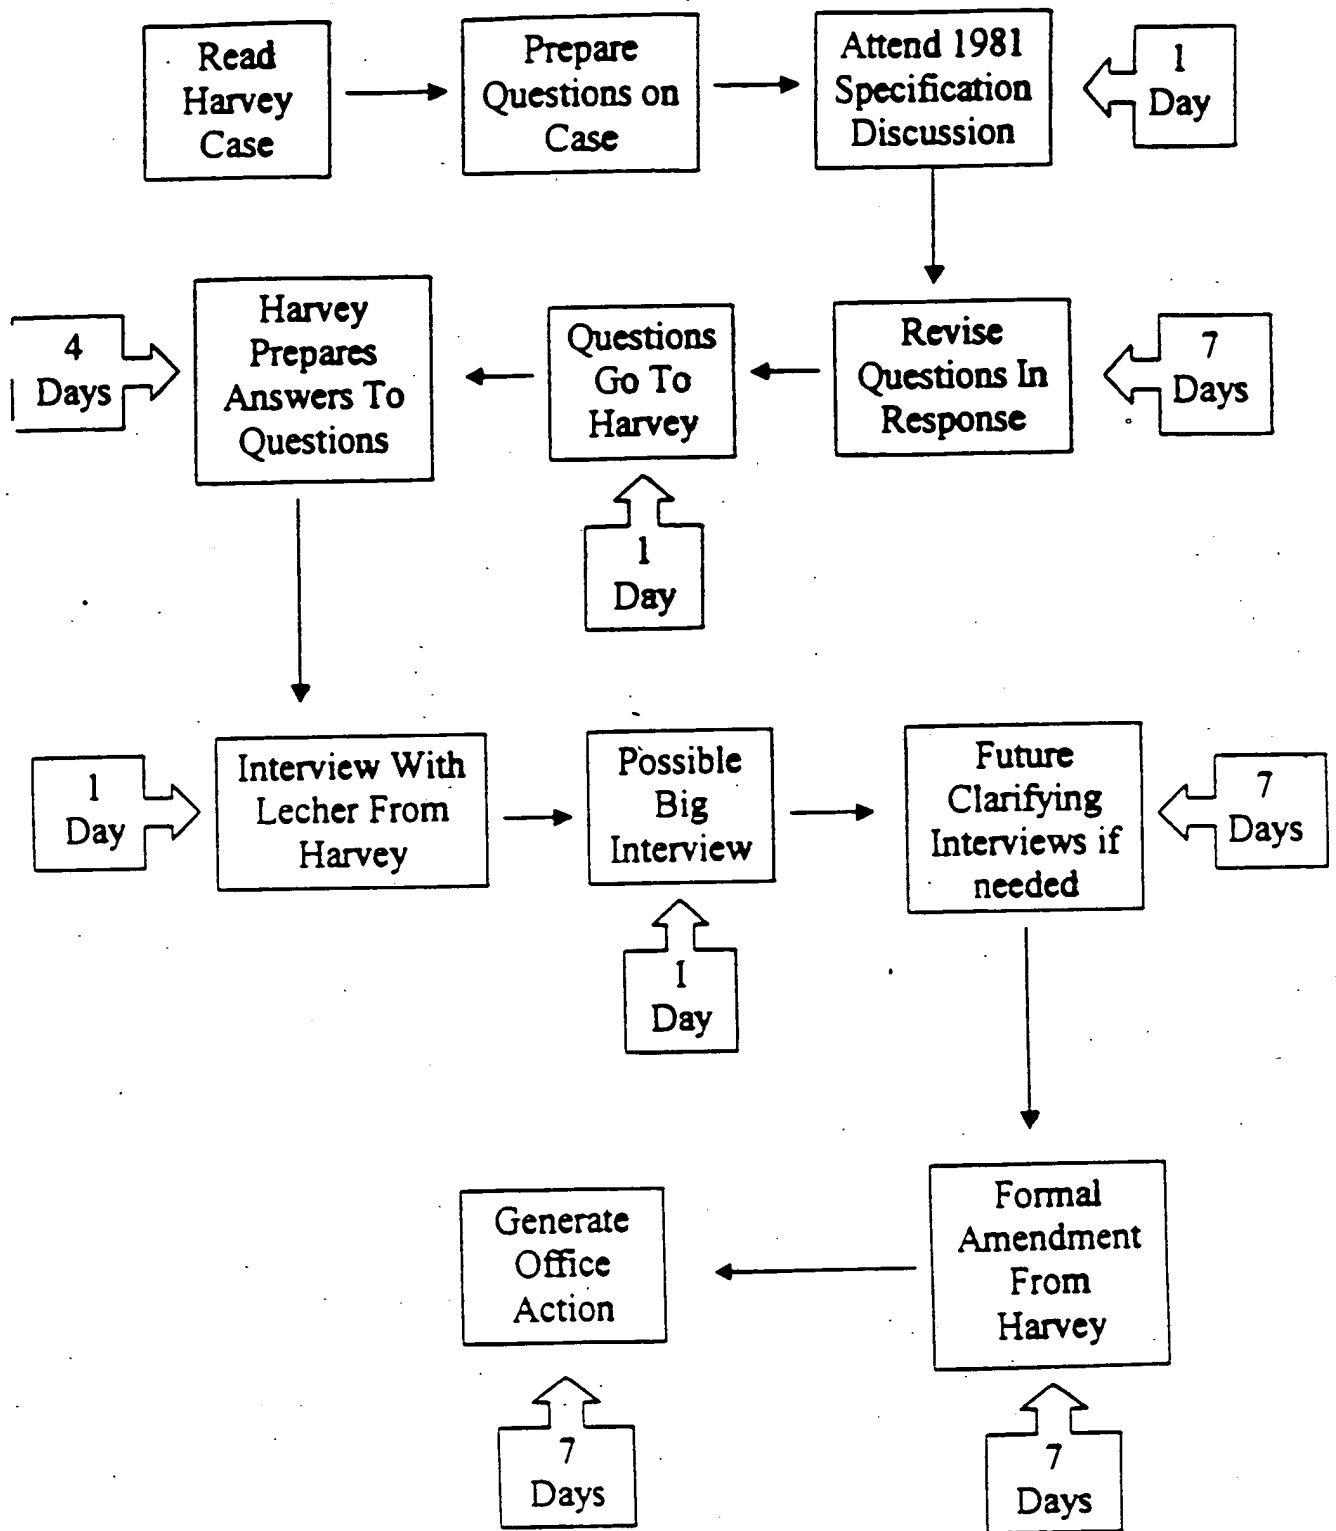 Read
Harvey
Case
Prepare
Questions on
Case
Attend 1981
Specification
Discussion
1
Day
4
Days
Harvey
Prepares
Answers To
Questions
Questions
Go To
Harvey
Revise
Questions In
Response
7
Days
1
Day
1
Day
Interview With
Lecher From
Harvey
Possible
Big
Interview
Future
Clarifying
Interviews if
needed
7
Days
1
Day
Generate
Office
Action
Formal
Amendment
From
Harvey
7
Days
7
Days